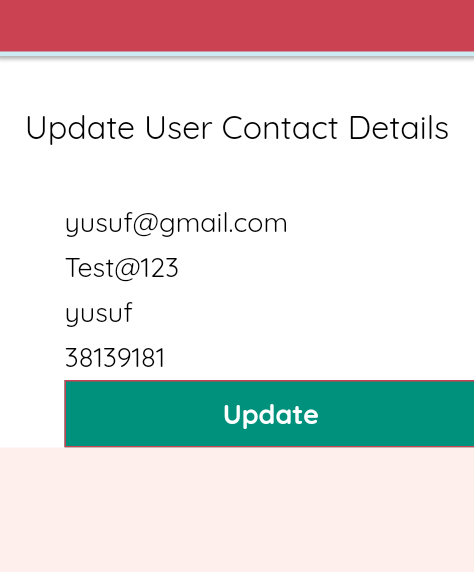 Update User Contact Details
yusuf@gmail.com
Test@123
yusuf
38139181
Update